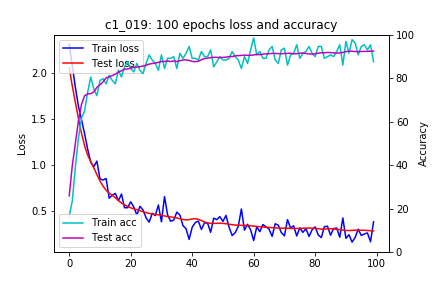 c1_019: 100 epochs loss and accuracy
Train loss
Test loss
Train acc
Test acc
Loss
2.0
1.5
1.0
0.5
Accuracy
100
80
60
40
20
0
0
20
40
60
80
100